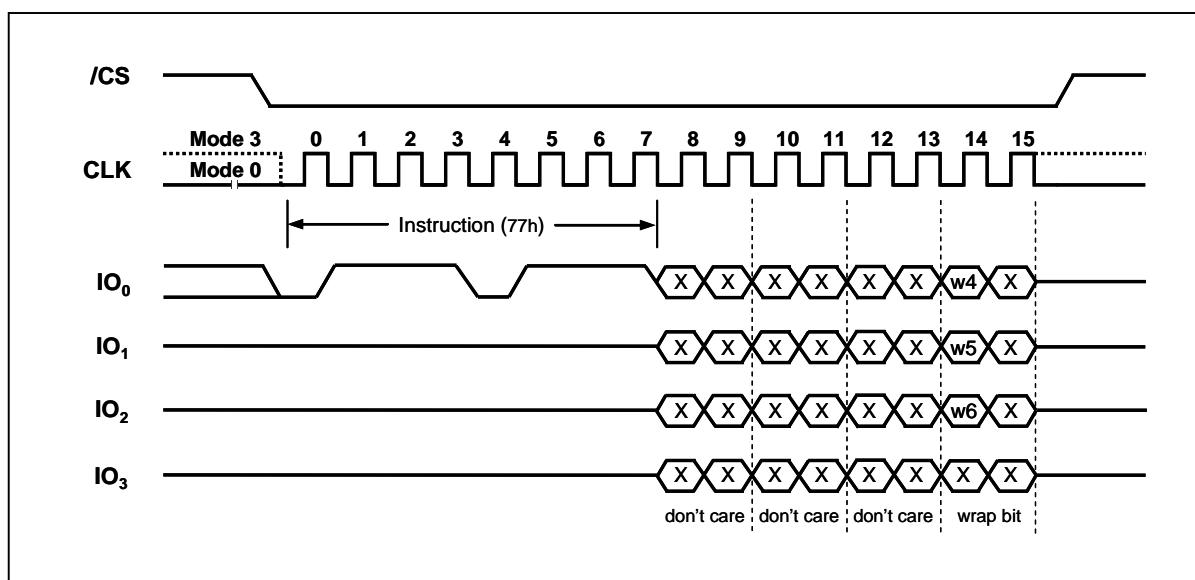 /CS
Mode 3 0 1 2 3 4 5 6 7 8 9 10 11 12 13 14 15
CLK Mode 0
Instruction (77h)
IO0 X X X X X X w4 X
IO1 X X X X X X w5 X
IO2 X X X X X X w6 X
IO3 X X X X X X X X
don't care don't care don't care wrap bit